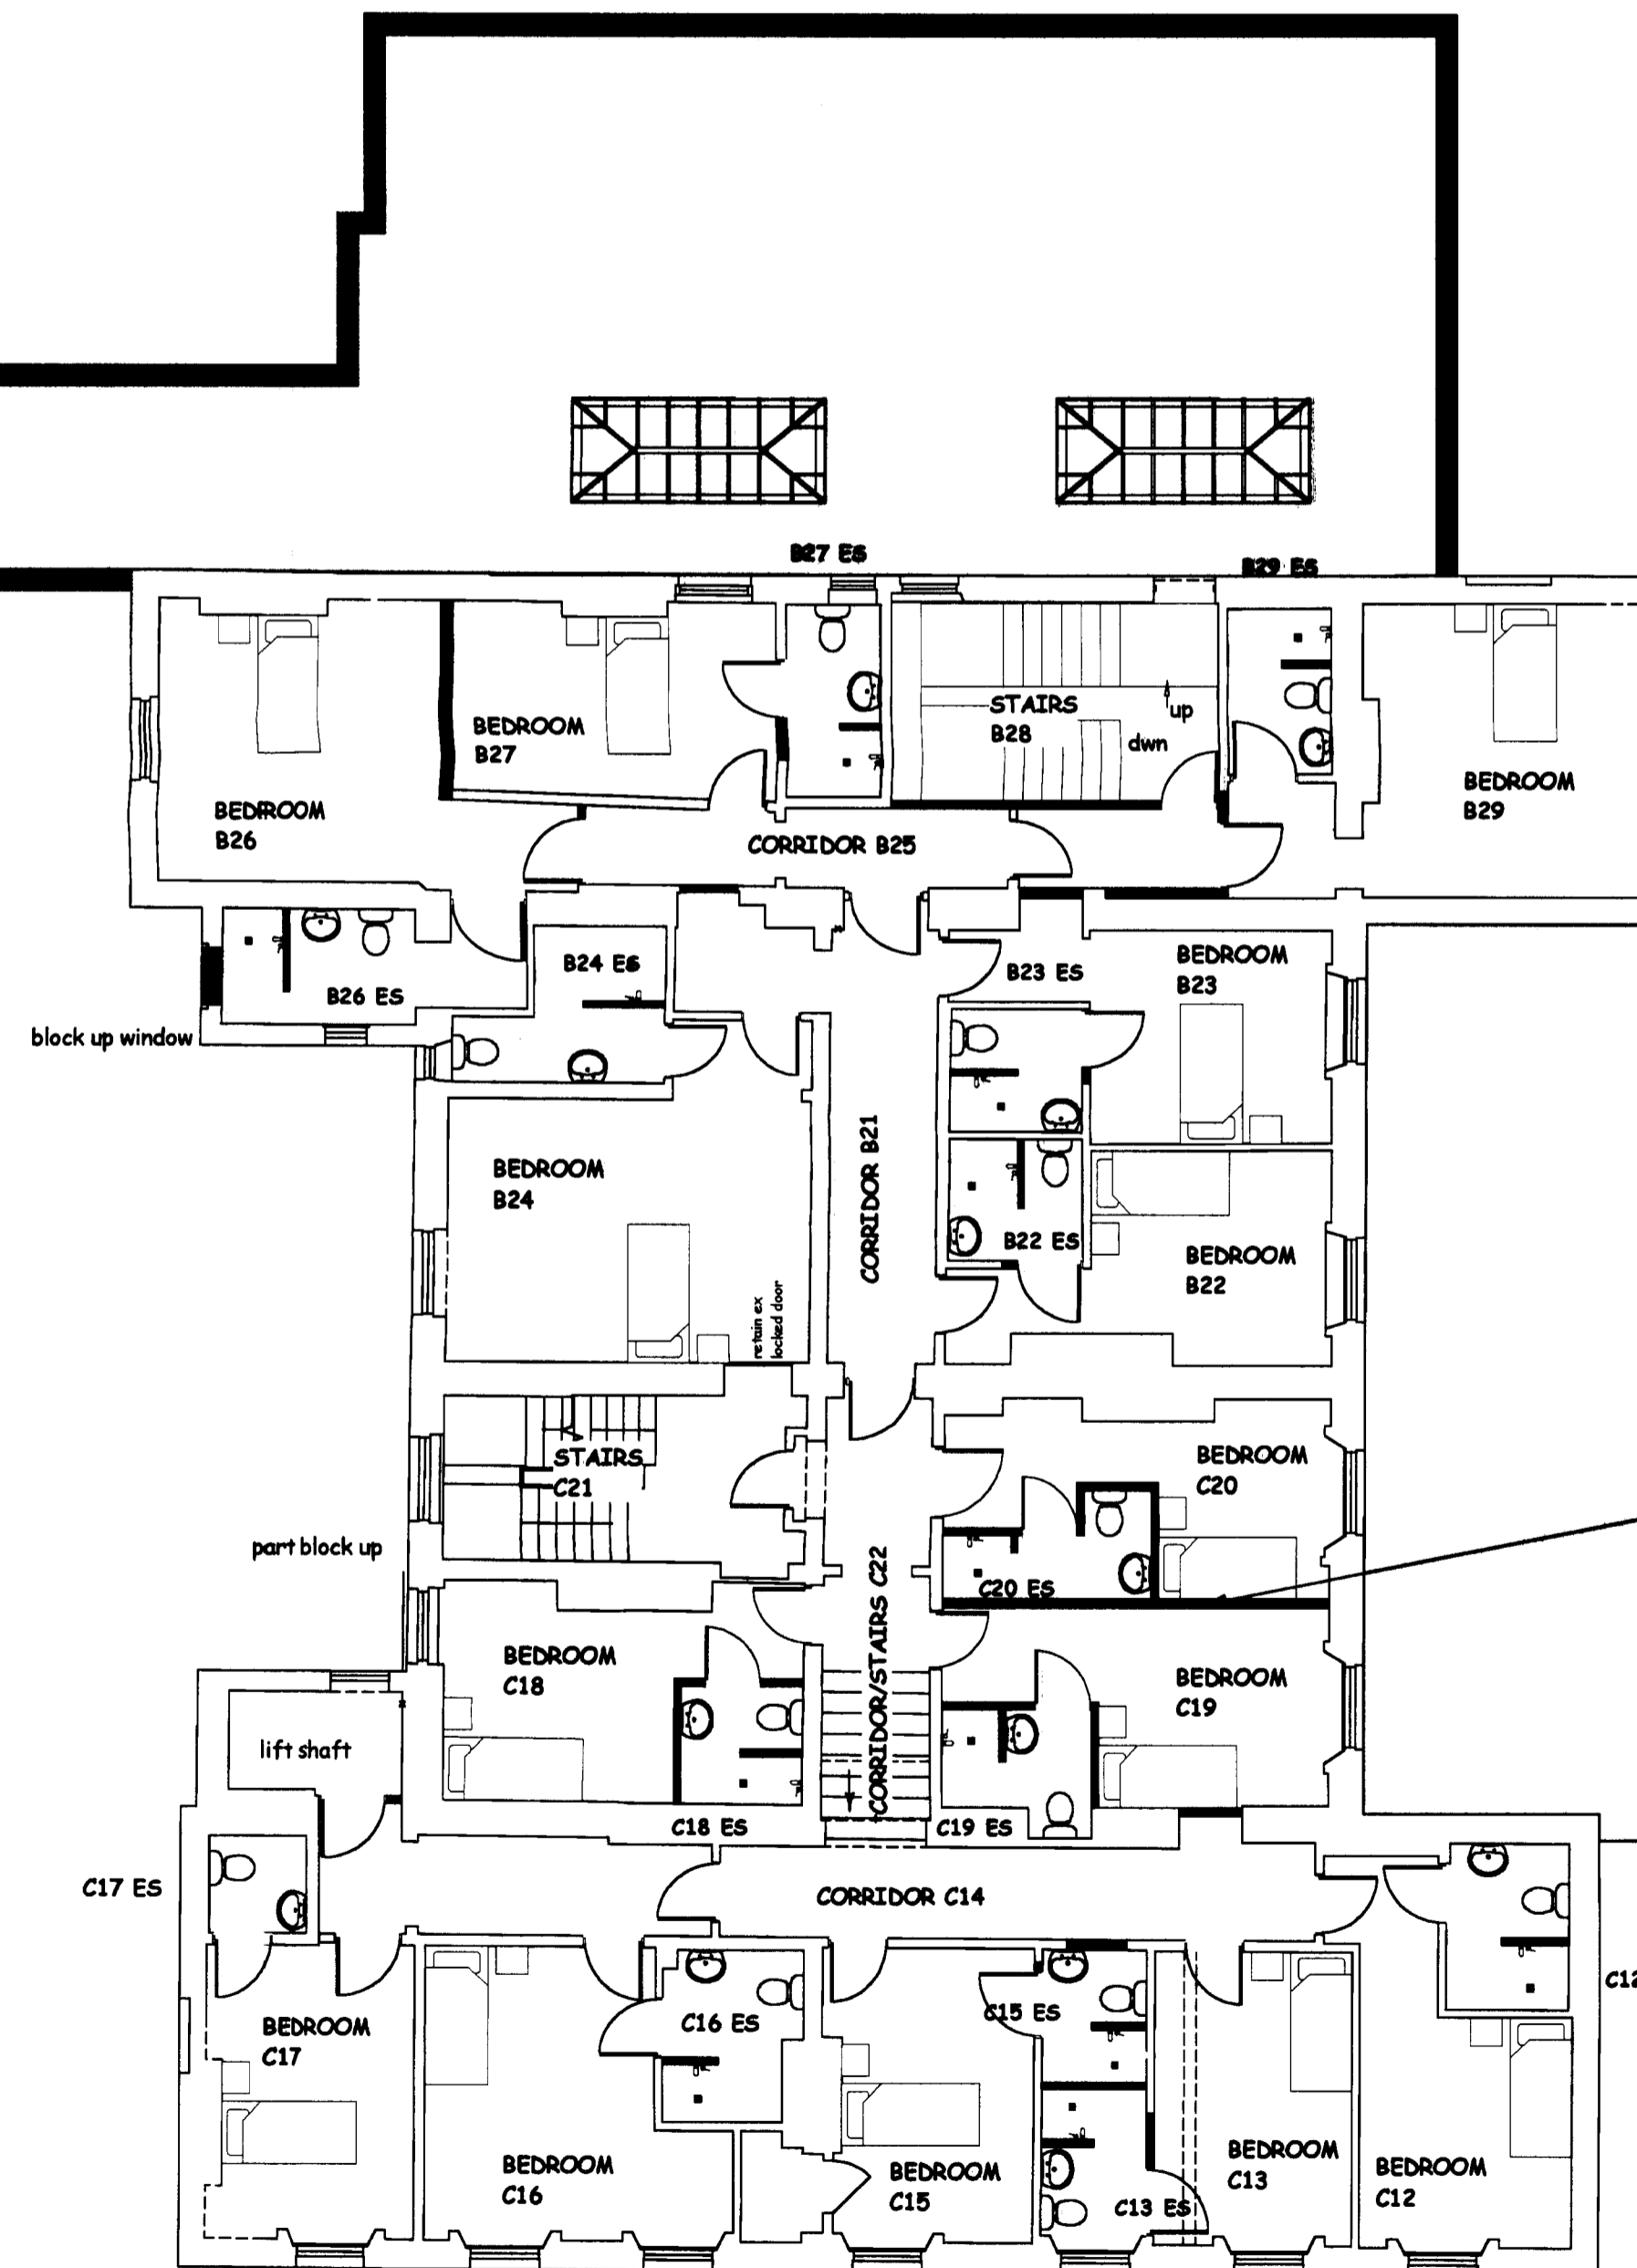 B27 ES
B29 ES
BEDROOM
B27
STAIRS
B28
up
dwn
BEDROOM
B26
BEDROOM
B29
CORRIDOR B25
B24 ES
B23 ES
BEDROOM
B23
B26 ES
block up window
BEDROOM
B24
CORRIDOR B21
B22 ES
BEDROOM
B22
retain ex
locked door
STAIRS
C21
BEDROOM
C20
part block up
C20 ES
CORRIDOR/STAIRS C22
BEDROOM
C18
BEDROOM
C19
lift shaft
C18 ES
C19 ES
C17 ES
CORRIDOR C14
BEDROOM
C17
C16 ES
C15 ES
BEDROOM
C16
BEDROOM
C15
C13 ES
BEDROOM
C13
BEDROOM
C12
C12